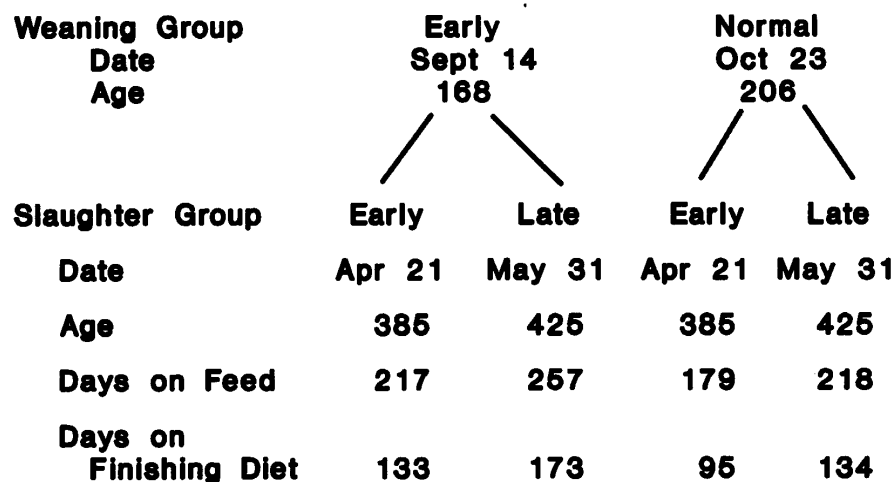 Weaning Group Early Normal
Date Sept 14 Oct 23
Age 168 206
Slaughter Group Early Late Early Late
Date Apr 21 May 31 Apr 21 May 31
Age 385 425 385 425
Days on Feed 217 257 179 218
Days on
Finishing Diet 133 173 95 134